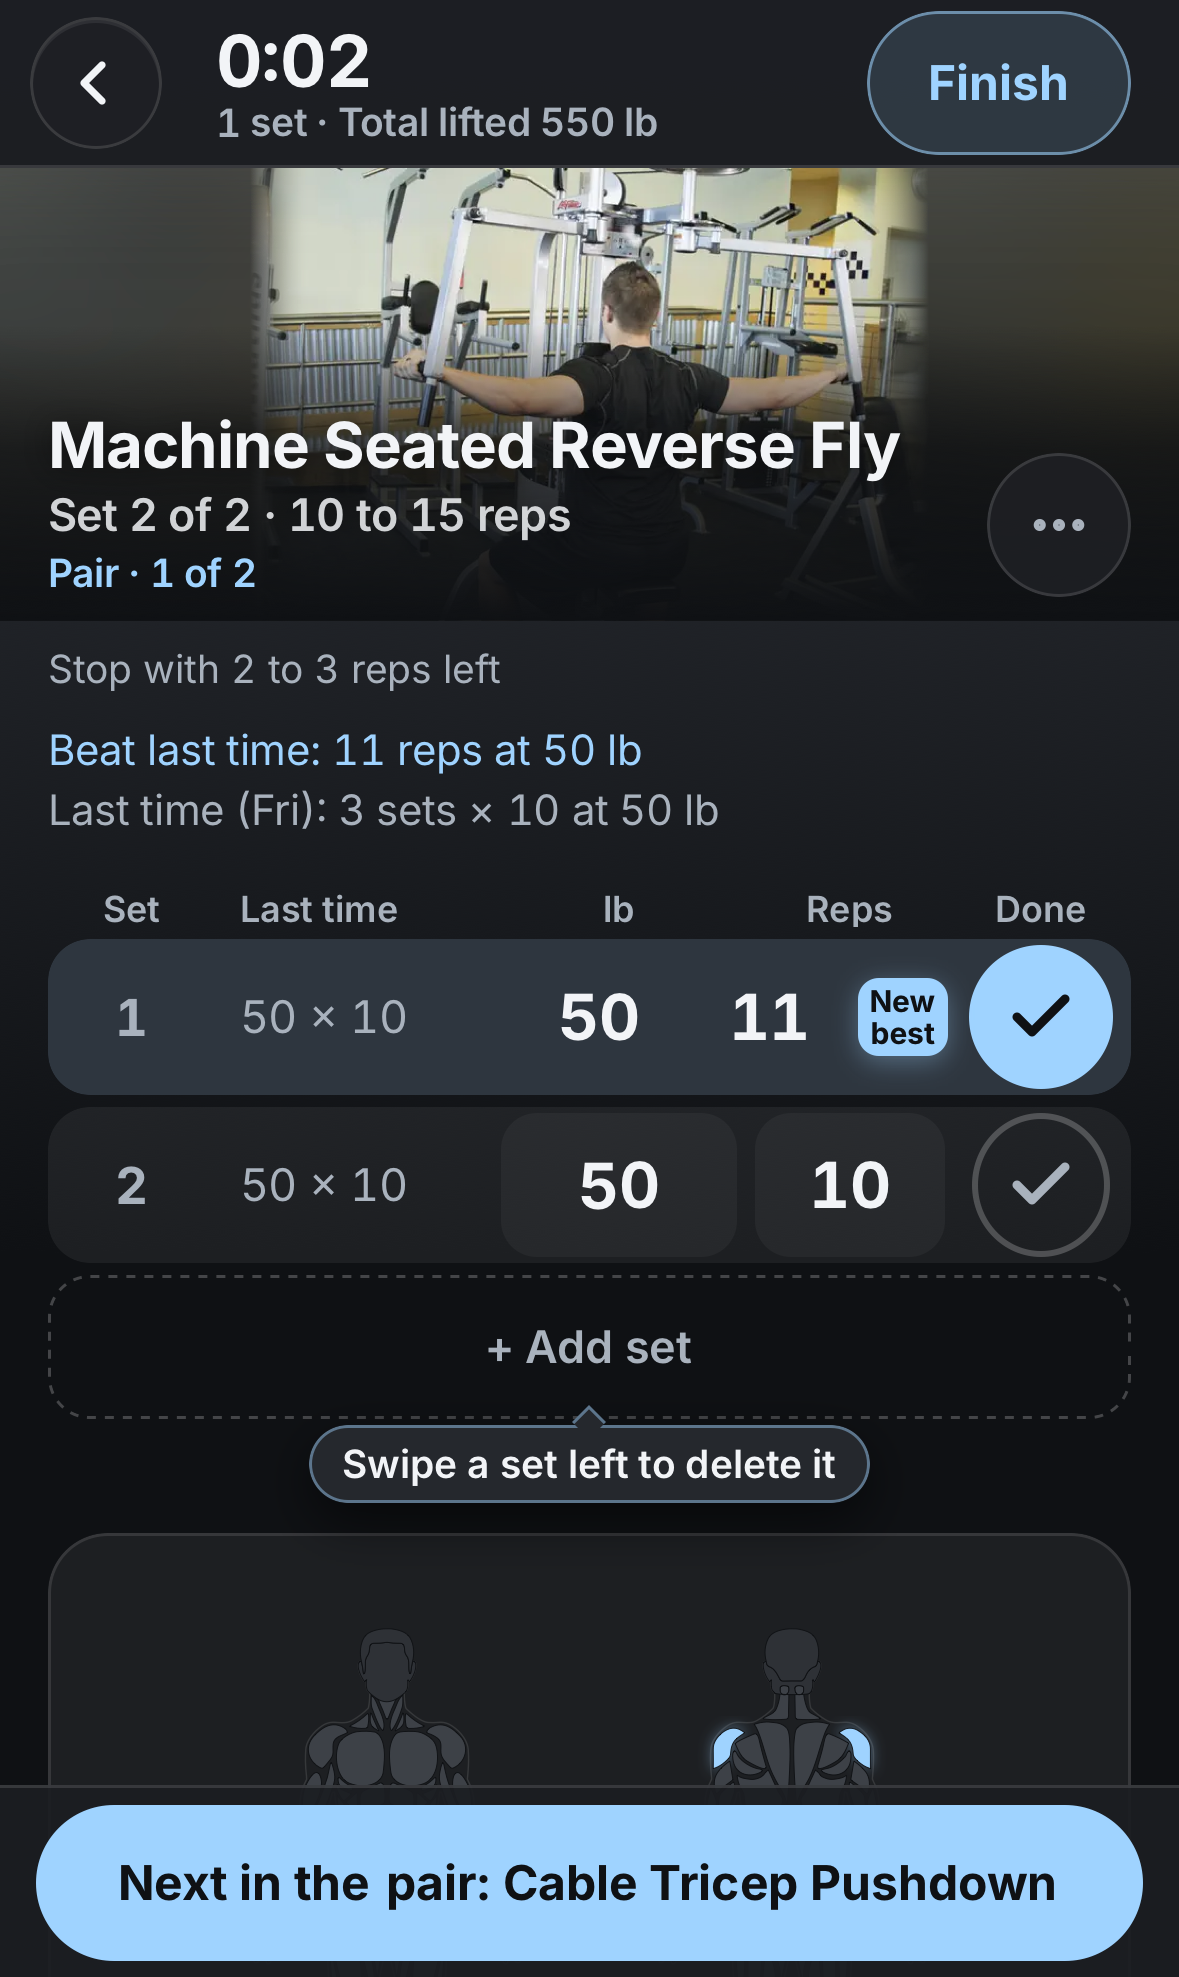 0:02
Finish
1 set · Total lifted 550 lb
Machine Seated Reverse Fly
Set 2 of 2 · 10 to 15 reps
Pair · 1 of 2
Stop with 2 to 3 reps left
Beat last time: 11 reps at 50 lb
Last time (Fri): 3 sets × 10 at 50 lb
Set Last time lb Reps Done
1 50 × 10 50 11 New best
2 50 × 10 50 10
+ Add set
Swipe a set left to delete it
Next in the pair: Cable Tricep Pushdown